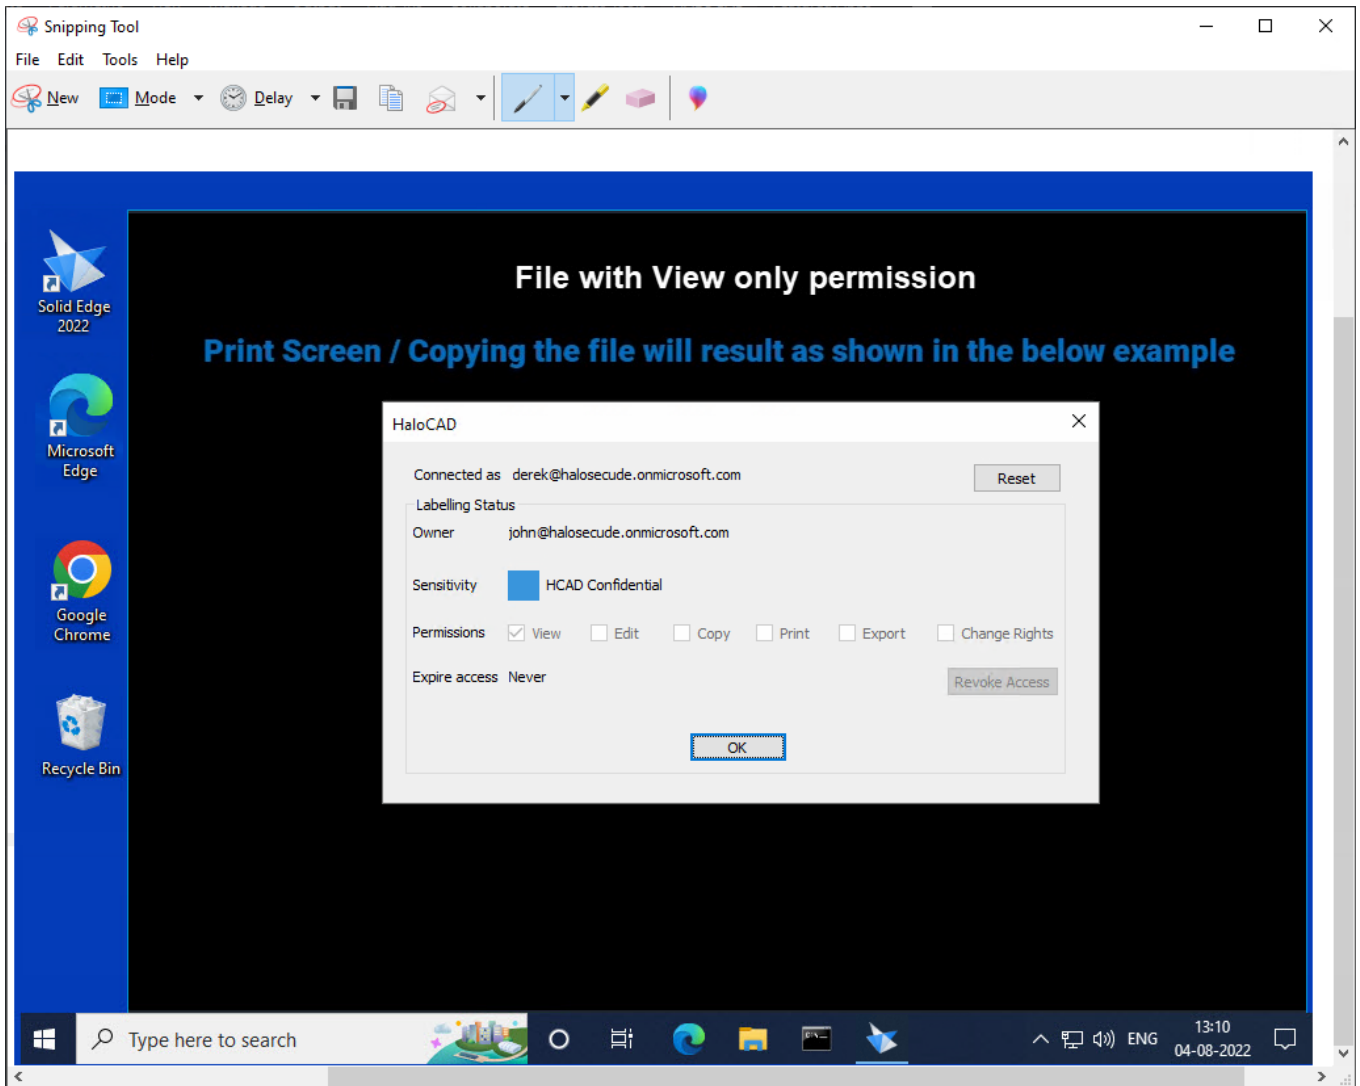 Snipping Tool
File Edit Tools Help
New Mode Delay
File with View only permission
Print Screen / Copying the file will result as shown in the below example
Solid Edge
2022
Microsoft
Edge
Google
Chrome
Recycle Bin
HaloCAD
Connected as derek@halosecude.onmicrosoft.com Reset
Labelling Status
Owner john@halosecude.onmicrosoft.com
Sensitivity HCAD Confidential
Permissions View Edit Copy Print Export Change Rights
Expire access Never Revoke Access
OK
Type here to search
ENG
13:10
04-08-2022